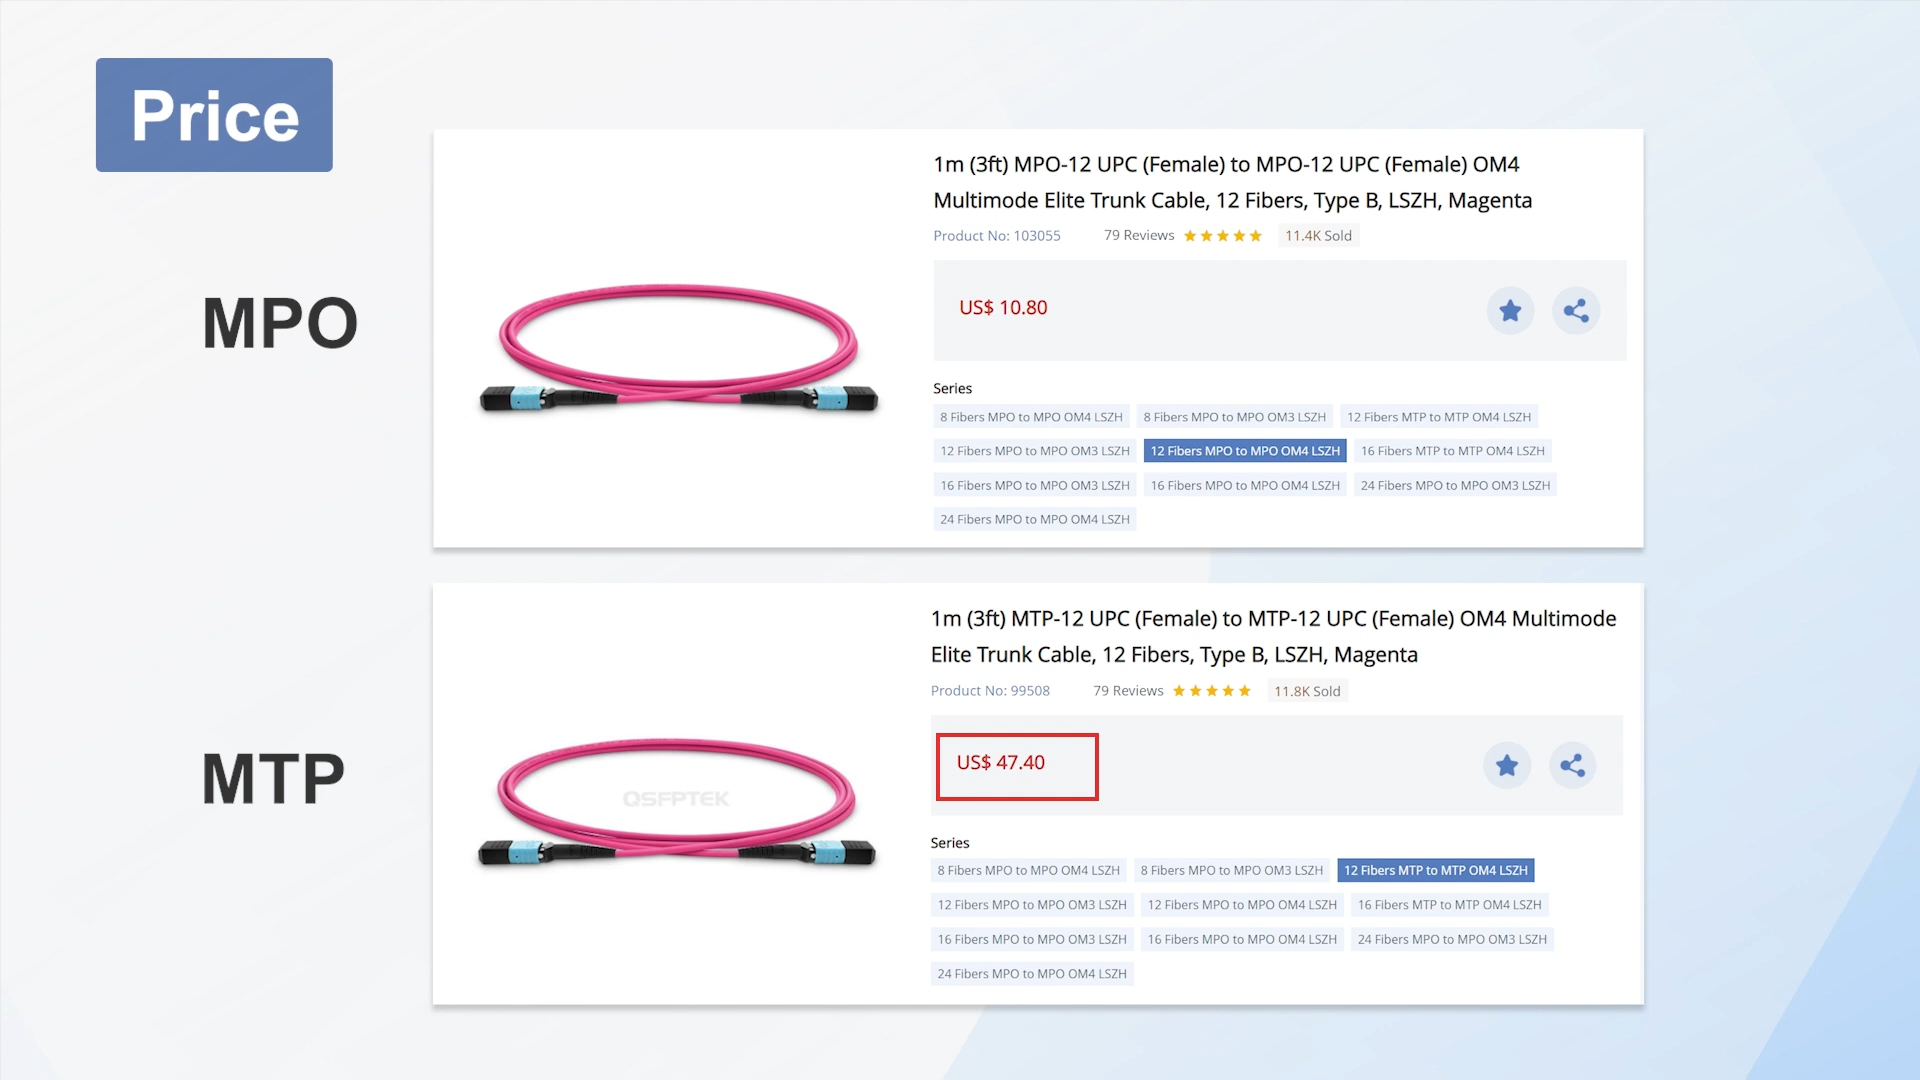 Price
MPO
1m (3ft) MPO-12 UPC (Female) to MPO-12 UPC (Female) OM4
Multimode Elite Trunk Cable, 12 Fibers, Type B, LSZH, Magenta
Product No: 103055 79 Reviews 11.4K Sold
US$ 10.80
Series
8 Fibers MPO to MPO OM4 LSZH 8 Fibers MPO to MPO OM3 LSZH 12 Fibers MTP to MTP OM4 LSZH
12 Fibers MPO to MPO OM3 LSZH 12 Fibers MPO to MPO OM4 LSZH 16 Fibers MTP to MTP OM4 LSZH
16 Fibers MPO to MPO OM3 LSZH 16 Fibers MPO to MPO OM4 LSZH 24 Fibers MPO to MPO OM3 LSZH
24 Fibers MPO to MPO OM4 LSZH
MTP
QSFPTEK
1m (3ft) MTP-12 UPC (Female) to MTP-12 UPC (Female) OM4 Multimode
Elite Trunk Cable, 12 Fibers, Type B, LSZH, Magenta
Product No: 99508 79 Reviews 11.8K Sold
US$ 47.40
Series
8 Fibers MPO to MPO OM4 LSZH 8 Fibers MPO to MPO OM3 LSZH 12 Fibers MTP to MTP OM4 LSZH
12 Fibers MPO to MPO OM3 LSZH 12 Fibers MPO to MPO OM4 LSZH 16 Fibers MTP to MTP OM4 LSZH
16 Fibers MPO to MPO OM3 LSZH 16 Fibers MPO to MPO OM4 LSZH 24 Fibers MPO to MPO OM3 LSZH
24 Fibers MPO to MPO OM4 LSZH